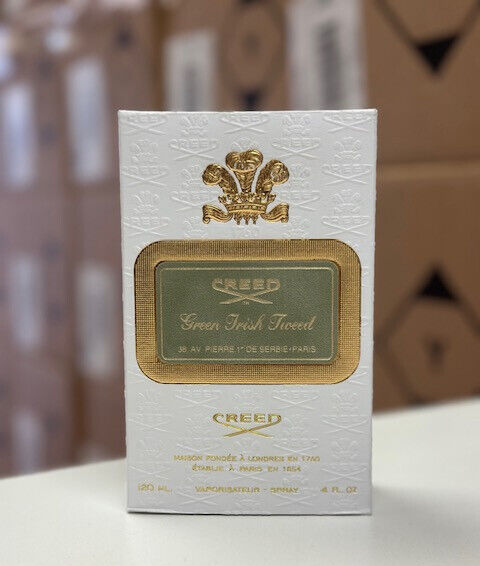 CREED
Green Irish Tweed
38 AV. PIERRE 1er DE SERBIE•PARIS
CREED
MAISON FONDÉE À LONDRES EN 1760
ÉTABLIE À PARIS EN 1854
120 ML. VAPORISATEUR - SPRAY 4 FL. OZ